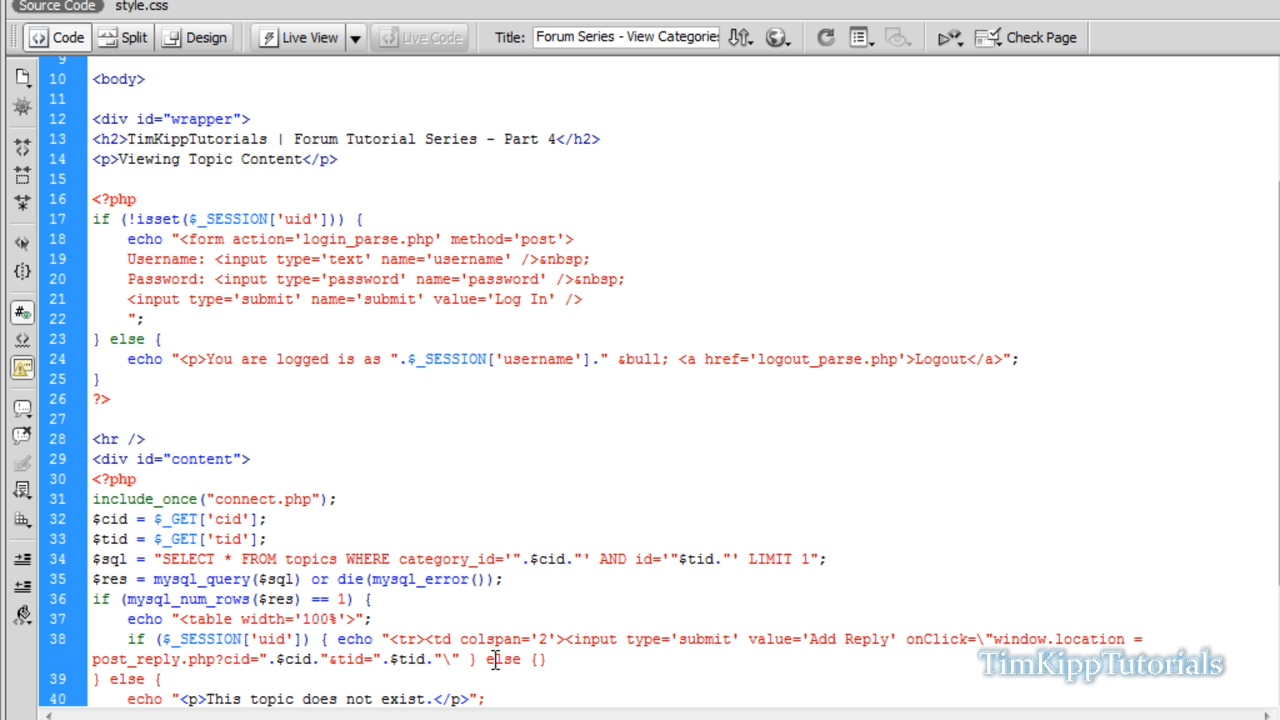 Source Code style.css
Code Split Design Live View Live Code Title: Forum Series - View Categories Check Page
9
10 <body>
11
12 <div id="wrapper">
13 <h2>TimKippTutorials | Forum Tutorial Series - Part 4</h2>
14 <p>Viewing Topic Content</p>
15
16 <?php
17 if (!isset($_SESSION['uid'])) {
18 echo "<form action='login_parse.php' method='post'>
19 Username: <input type='text' name='username' />&nbsp;
20 Password: <input type='password' name='password' />&nbsp;
21 <input type='submit' name='submit' value='Log In' />
22 ";
23 } else {
24 echo "<p>You are logged is as ".$_SESSION['username']." &bull; <a href='logout_parse.php'>Logout</a>";
25 }
26 ?>
27
28 <hr />
29 <div id="content">
30 <?php
31 include_once("connect.php");
32 $cid = $_GET['cid'];
33 $tid = $_GET['tid'];
34 $sql = "SELECT * FROM topics WHERE category_id='".$cid."' AND id='"$tid."' LIMIT 1";
35 $res = mysql_query($sql) or die(mysql_error());
36 if (mysql_num_rows($res) == 1) {
37 echo "<table width='100%'>";
38 if ($_SESSION['uid']) { echo "<tr><td colspan='2'><input type='submit' value='Add Reply' onClick=\"window.location =
post_reply.php?cid=".$cid."&tid=".$tid."\" } else {}
39 } else {
40 echo "<p>This topic does not exist.</p>";
TimKippTutorials